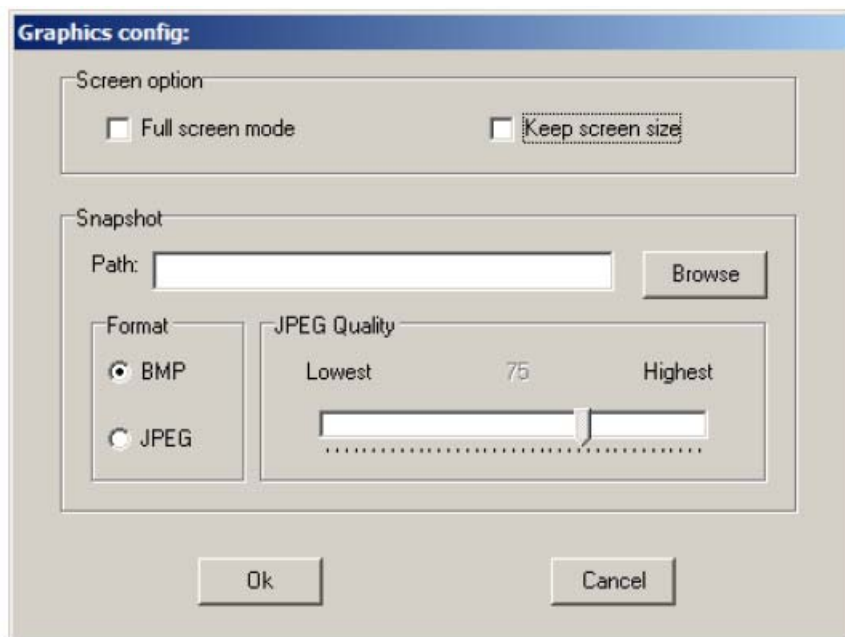 Graphics config:
Screen option
Full screen mode
Keep screen size
Snapshot
Path:
Browse
Format
BMP
JPEG
JPEG Quality
Lowest 75 Highest
Ok
Cancel